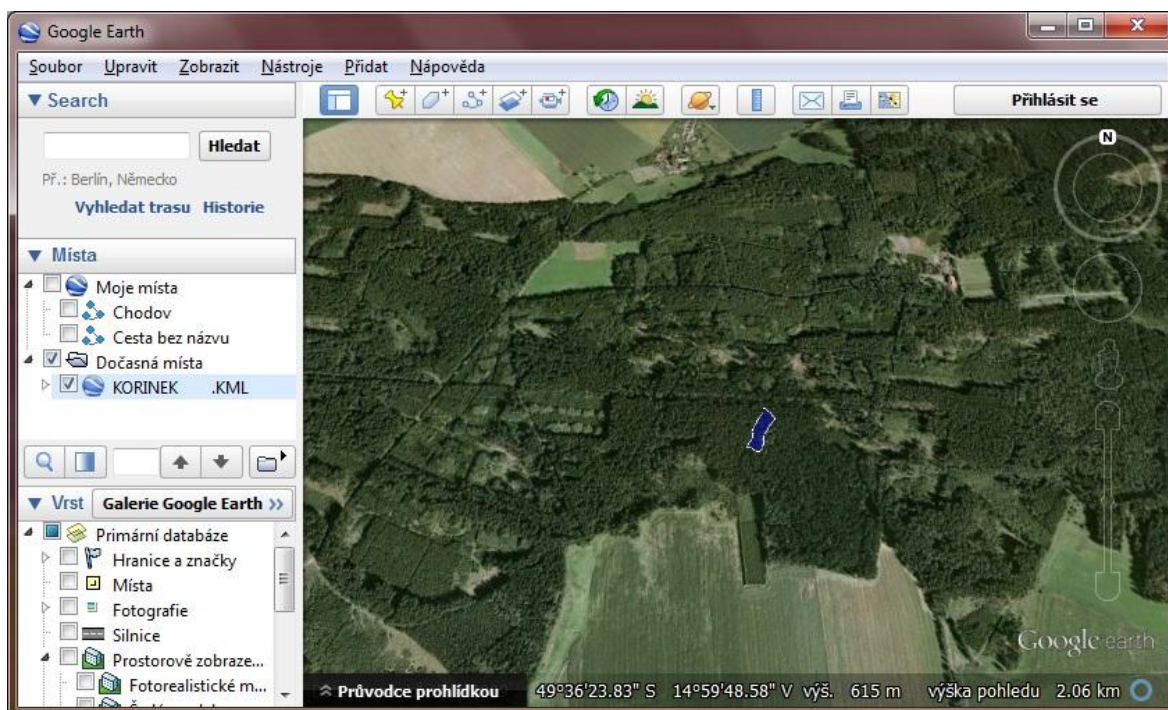 Google Earth
Soubor Upravit Zobrazit Nástroje Přidat Nápověda
Search
Hledat
Př.: Berlín, Německo
Vyhledat trasu Historie
Místa
Moje místa
Chodov
Cesta bez názvu
Dočasná místa
KORINEK .KML
Vrst Galerie Google Earth >>
Primární databáze
Hranice a značky
Místa
Fotografie
Silnice
Prostorové zobraze...
Fotorealistické m...
Přihlásit se
N
Google earth
Průvodce prohlídkou 49°36'23.83" S 14°59'48.58" V výš. 615 m výška pohledu 2.06 km